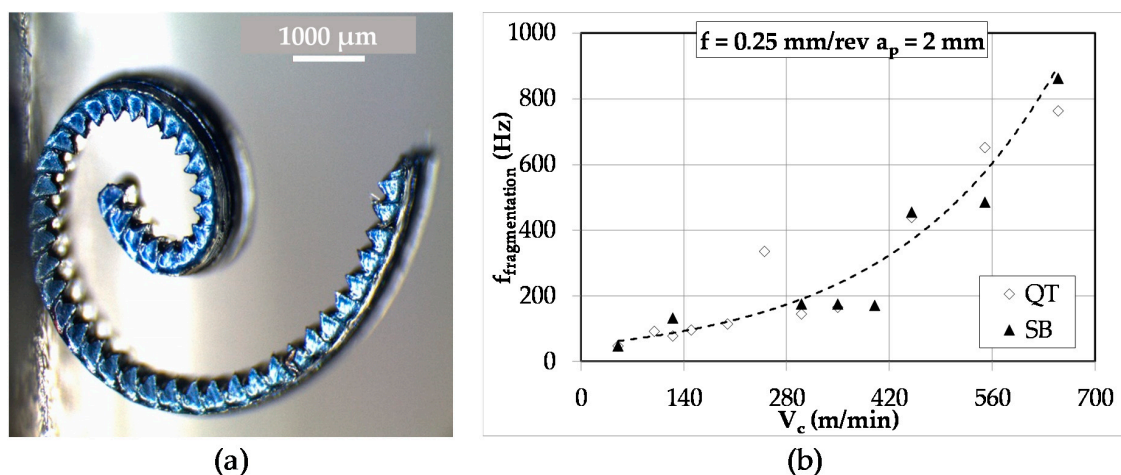 1000 µm
f = 0.25 mm/rev aₚ = 2 mm
f_fragmentation (Hz)
1000
800
600
400
200
0
QT
SB
0 140 280 420 560 700
V_c (m/min)
(a) (b)